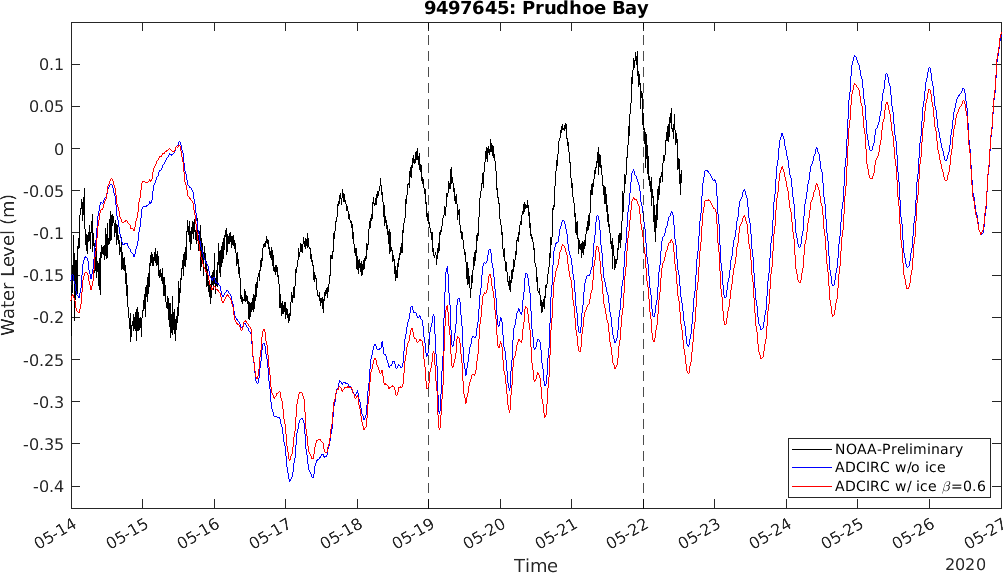 9497645: Prudhoe Bay
Water Level (m)
0.1
0.05
0
-0.05
-0.1
-0.15
-0.2
-0.25
-0.3
-0.35
-0.4
NOAA-Preliminary
ADCIRC w/o ice
ADCIRC w/ ice β=0.6
05-14 05-15 05-16 05-17 05-18 05-19 05-20 05-21 05-22 05-23 05-24 05-25 05-26 05-27
Time
2020